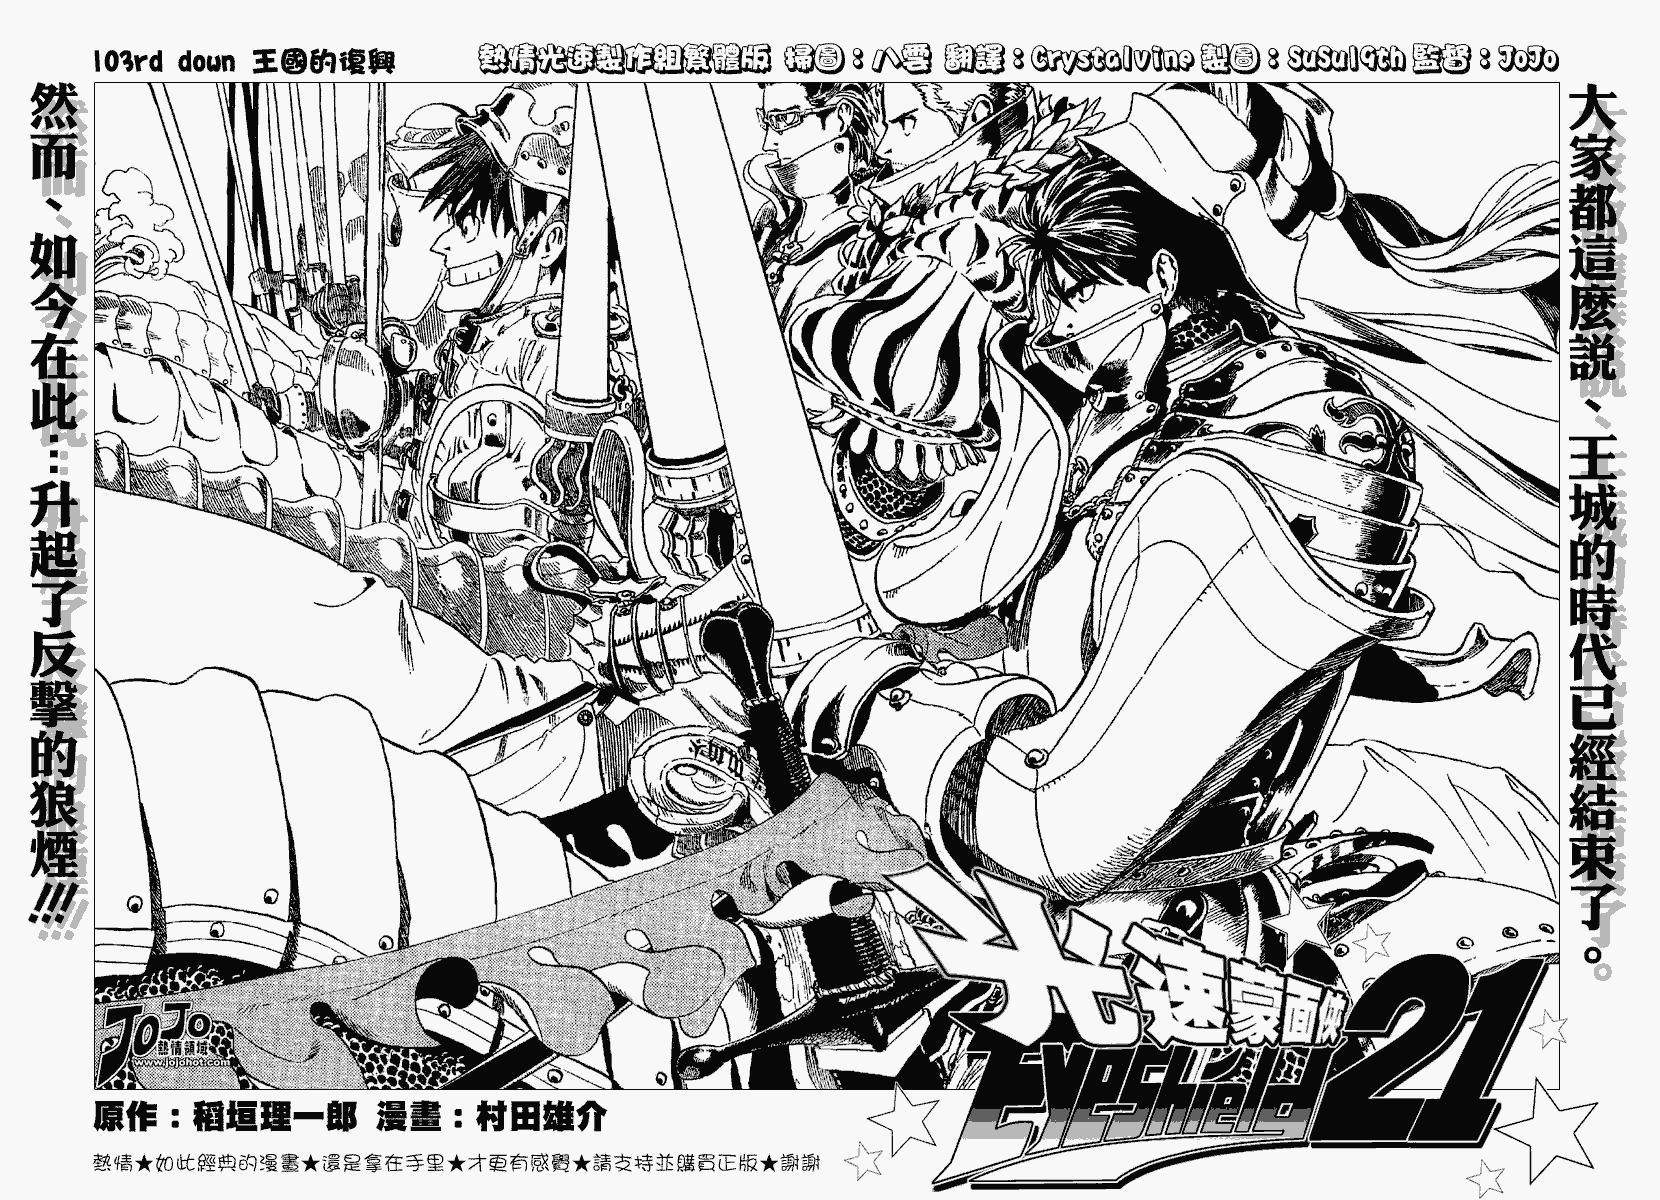 103rd down 王國的復興
熱情光速製作組繁體版 掃圖：八雲 翻譯：Crystalvine 製圖：SuSu19th 監督：JoJo
大家都這麼説、王城的時代已經結束了。
然而、如今在此…升起了反擊的狼煙!!!
光速蒙面俠
Eyeshield 21
JoJo
熱情領域
www.jojohot.com
原作：稻垣理一郎 漫畫：村田雄介
熱情★如此經典的漫畫★還是拿在手里★才更有感覺★請支持並購買正版★謝謝